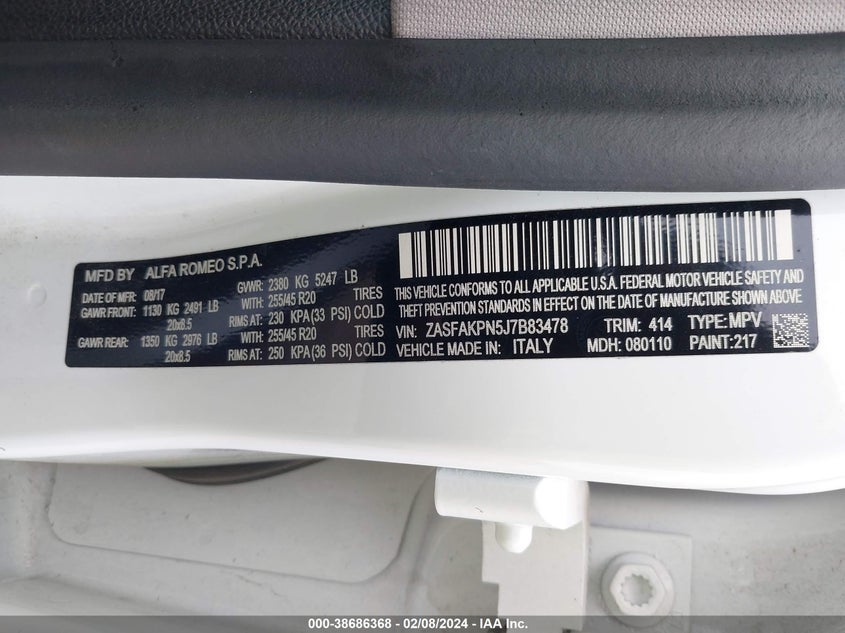 MFD BY ALFA ROMEO S.P.A.
DATE OF MFR: 08/17 GVWR: 2380 KG 5247 LB
GAWR FRONT: 1130 KG 2491 LB WITH: 255/45 R20 TIRES
20x8.5 RIMS AT: 230 KPA (33 PSI) COLD
GAWR REAR: 1350 KG 2976 LB WITH: 255/45 R20 TIRES
20x8.5 RIMS AT: 250 KPA (36 PSI) COLD
THIS VEHICLE CONFORMS TO ALL APPLICABLE U.S.A. FEDERAL MOTOR VEHICLE SAFETY AND
THEFT PREVENTION STANDARDS IN EFFECT ON THE DATE OF MANUFACTURE SHOWN ABOVE
VIN: ZASFAKPN5J7B83478 TRIM: 414 TYPE: MPV
VEHICLE MADE IN: ITALY MDH: 080110 PAINT:217
000-38686368 - 02/08/2024 - IAA Inc.